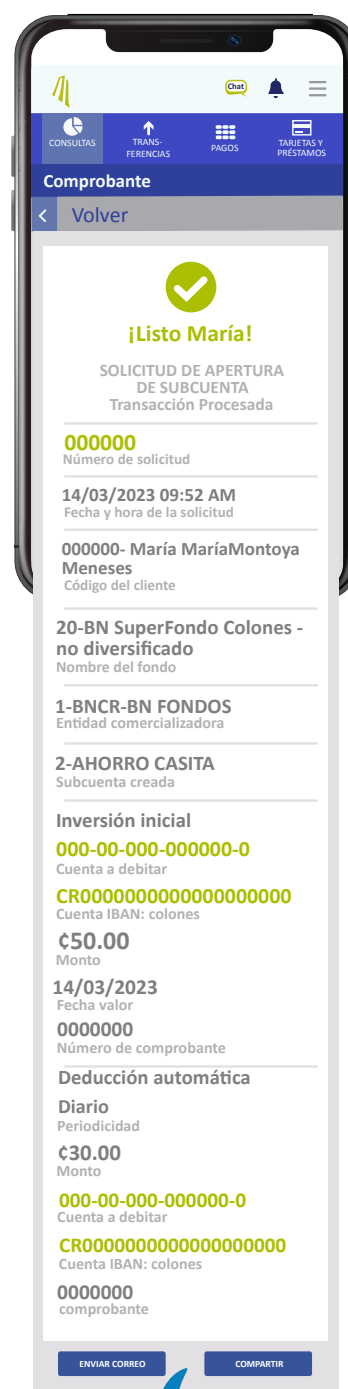 Chat
CONSULTAS
TRANS-
FERENCIAS
PAGOS
TARJETAS Y
PRÉSTAMOS
Comprobante
< Volver
¡Listo María!
SOLICITUD DE APERTURA
DE SUBCUENTA
Transacción Procesada
000000
Número de solicitud
14/03/2023 09:52 AM
Fecha y hora de la solicitud
000000- María MaríaMontoya
Meneses
Código del cliente
20-BN SuperFondo Colones -
no diversificado
Nombre del fondo
1-BNCR-BN FONDOS
Entidad comercializadora
2-AHORRO CASITA
Subcuenta creada
Inversión inicial
000-00-000-000000-0
Cuenta a debitar
CR00000000000000000000
Cuenta IBAN: colones
¢50.00
Monto
14/03/2023
Fecha valor
0000000
Número de comprobante
Deducción automática
Diario
Periodicidad
¢30.00
Monto
000-00-000-000000-0
Cuenta a debitar
CR00000000000000000000
Cuenta IBAN: colones
0000000
comprobante
ENVIAR CORREO
COMPARTIR